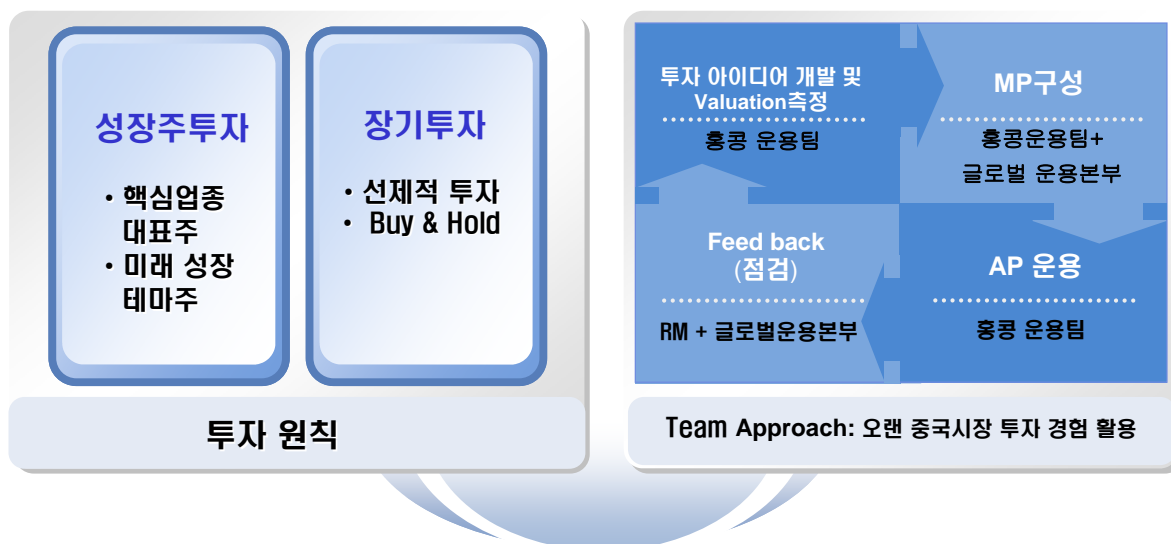 성장주투자
· 핵심업종
대표주
· 미래 성장
테마주
장기투자
· 선제적 투자
· Buy & Hold
투자 원칙
투자 아이디어 개발 및
Valuation측정
홍콩 운용팀
MP구성
홍콩운용팀+
글로벌 운용본부
Feed back
(점검)
RM + 글로벌운용본부
AP 운용
홍콩 운용팀
Team Approach: 오랜 중국시장 투자 경험 활용